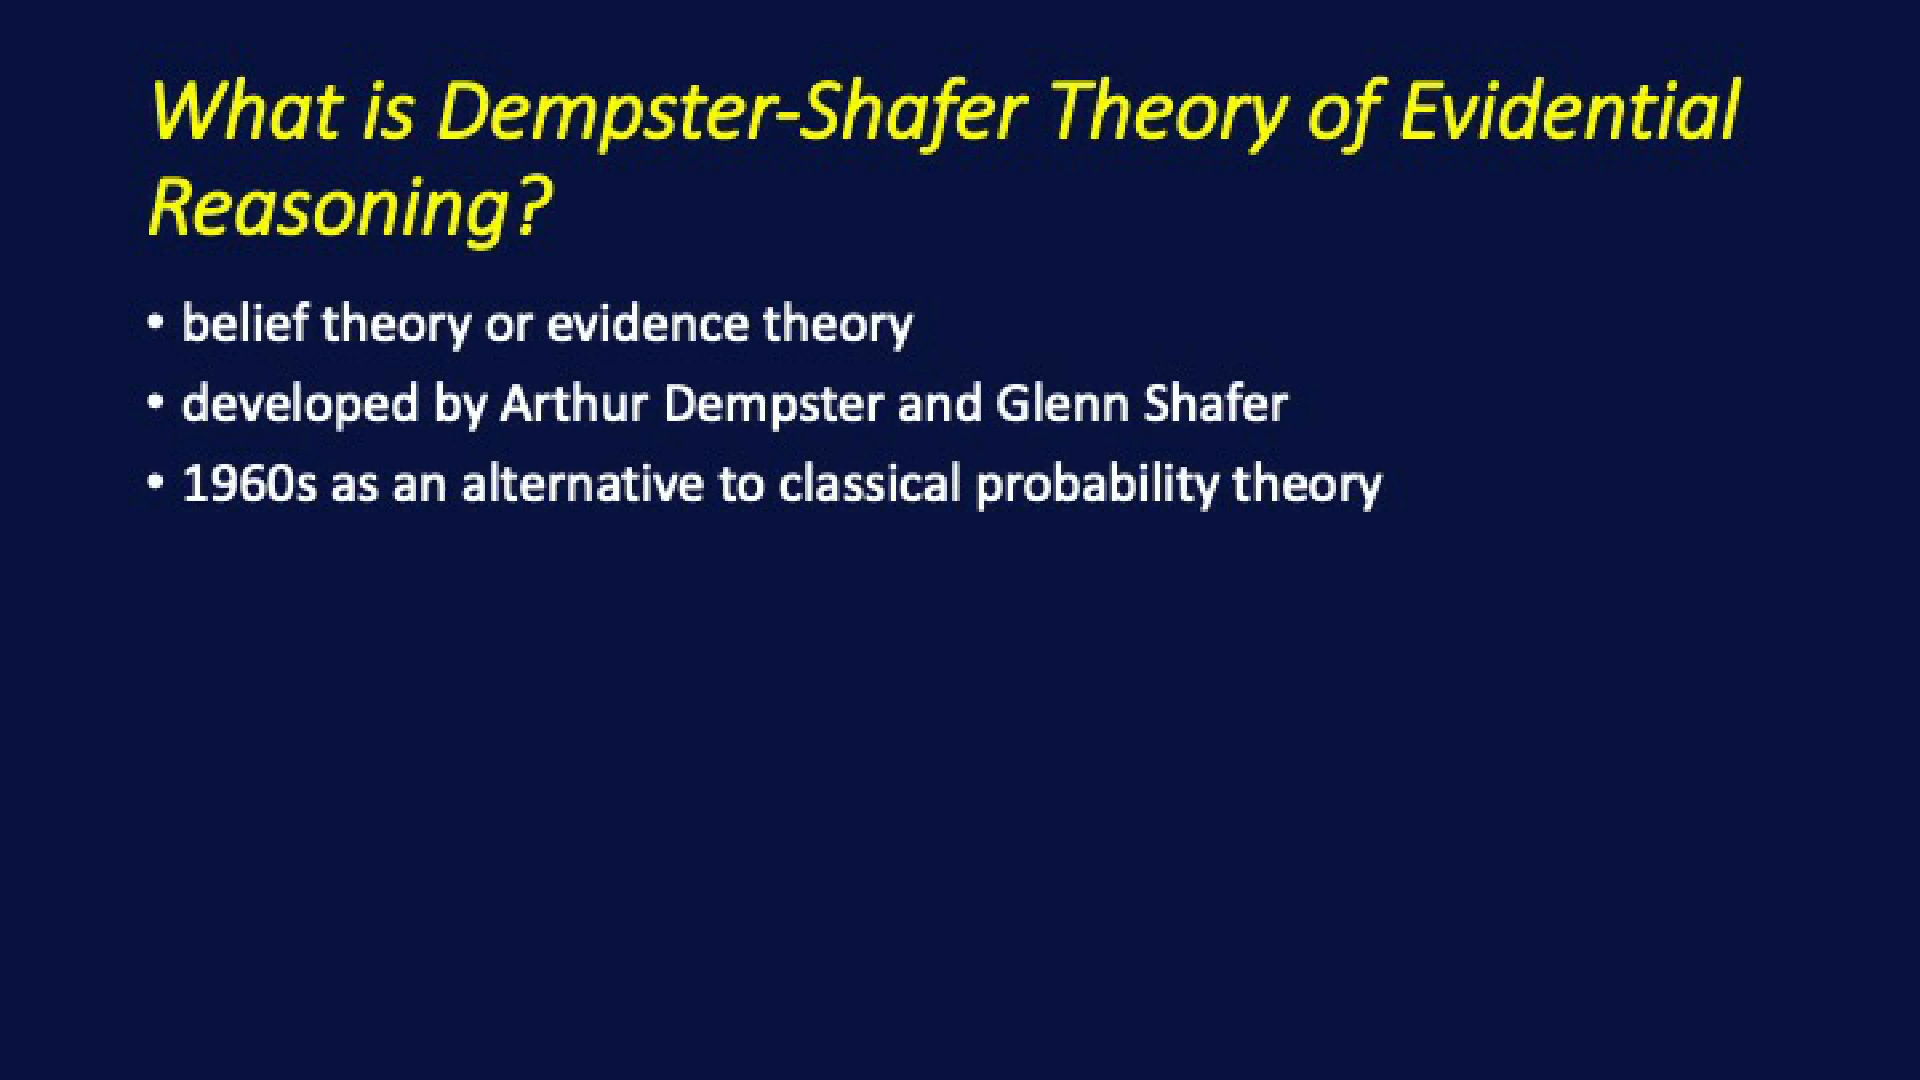 What is Dempster-Shafer Theory of Evidential
Reasoning?
• belief theory or evidence theory
• developed by Arthur Dempster and Glenn Shafer
• 1960s as an alternative to classical probability theory